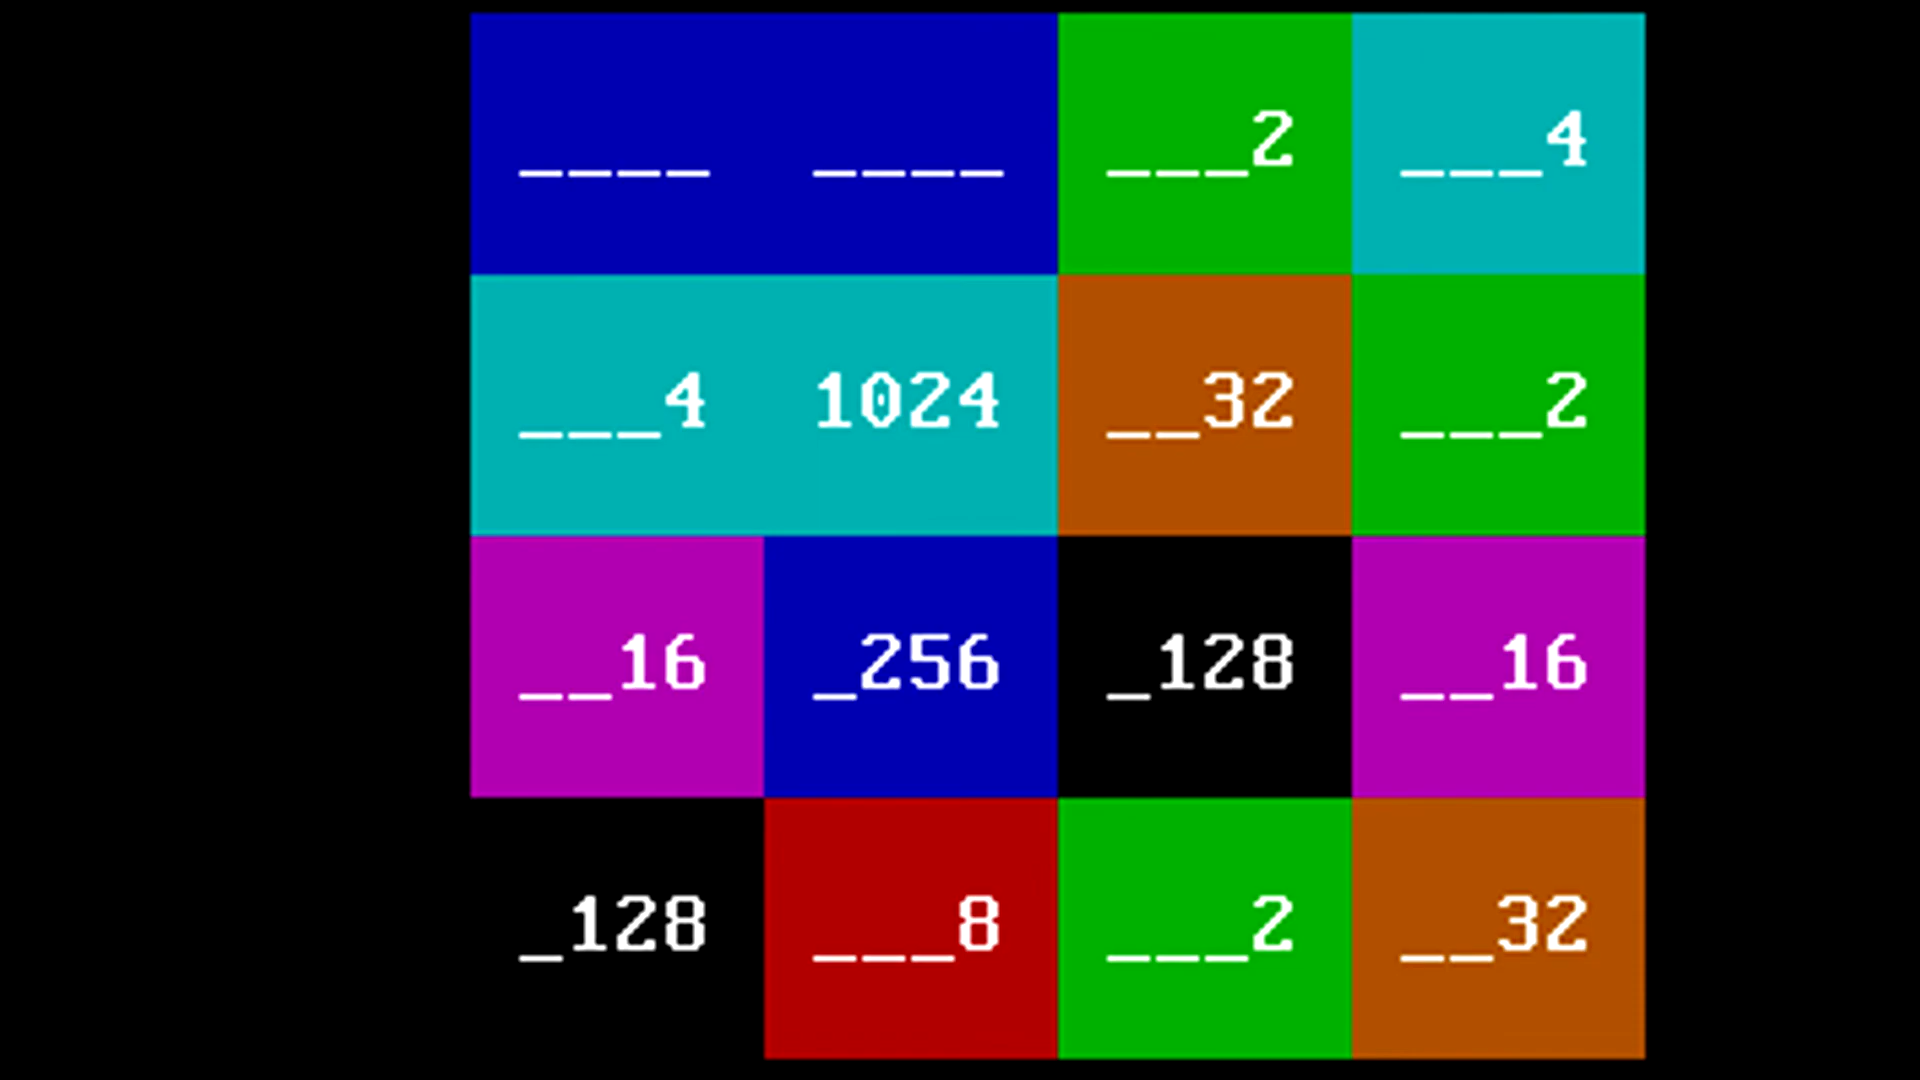 ____ ____ ___2 ___4
___4 1024 __32 ___2
__16 _256 _128 __16
_128 ___8 ___2 __32